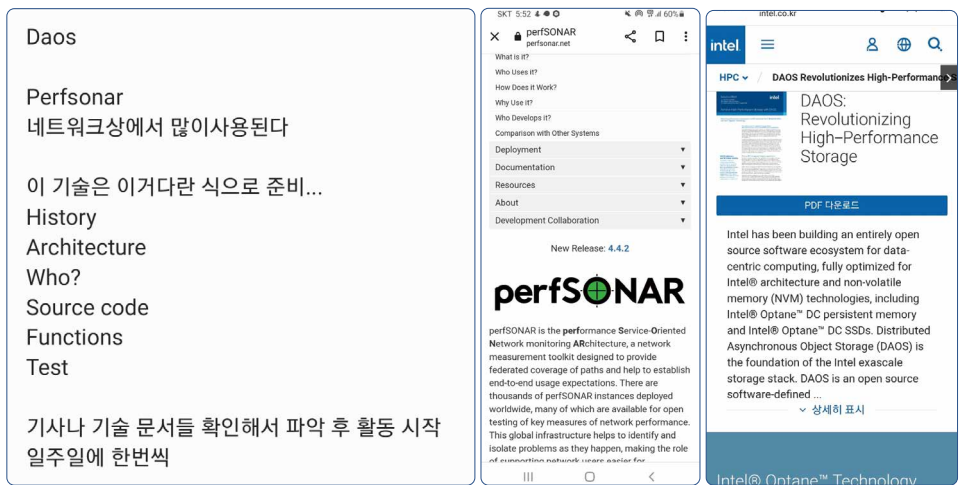 Daos
Perfsonar
네트워크상에서 많이사용된다
이 기술은 이거다란 식으로 준비...
History
Architecture
Who?
Source code
Functions
Test
기사나 기술 문서들 확인해서 파악 후 활동 시작
일주일에 한번씩
SKT 5:52
60%
perfSONAR
perfsonar.net
What is it?
Who Uses it?
How Does it Work?
Why Use it?
Who Develops it?
Comparison with Other Systems
Deployment
Documentation
Resources
About
Development Collaboration
New Release: 4.4.2
perfSONAR
perfSONAR is the performance Service-Oriented
Network monitoring ARchitecture, a network
measurement toolkit designed to provide
federated coverage of paths and help to establish
end-to-end usage expectations. There are
thousands of perfSONAR instances deployed
worldwide, many of which are available for open
testing of key measures of network performance.
This global infrastructure helps to identify and
isolate problems as they happen, making the role
of supporting network users easier for
intel.co.kr
intel
HPC / DAOS Revolutionizes High-Performance S
DAOS:
Revolutionizing
High-Performance
Storage
PDF 다운로드
Intel has been building an entirely open
source software ecosystem for data-
centric computing, fully optimized for
Intel® architecture and non-volatile
memory (NVM) technologies, including
Intel® Optane™ DC persistent memory
and Intel® Optane™ DC SSDs. Distributed
Asynchronous Object Storage (DAOS) is
the foundation of the Intel exascale
storage stack. DAOS is an open source
software-defined ...
상세히 표시
Intel® Optane™ Technology